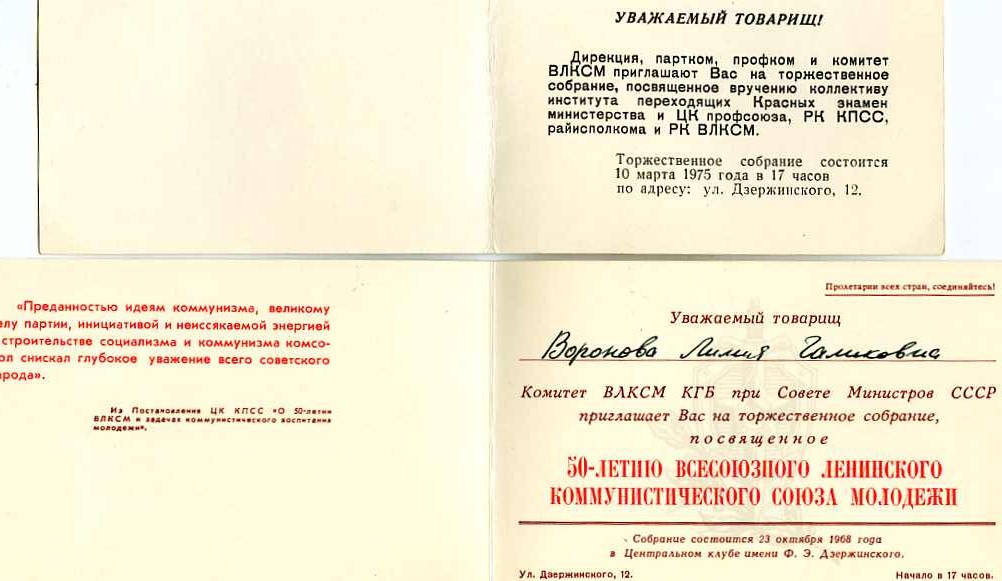 УВАЖАЕМЫЙ ТОВАРИЩ!
Дирекция, партком, профком и комитет
ВЛКСМ приглашают Вас на торжественное
собрание, посвященное вручению коллективу
института переходящих Красных знамен
министерства и ЦК профсоюза, РК КПСС,
райисполкома и РК ВЛКСМ.
Торжественное собрание состоится
10 марта 1975 года в 17 часов
по адресу: ул. Дзержинского, 12.
«Преданностью идеям коммунизма, великому
елу партии, инициативой и неиссякаемой энергией
строительстве социализма и коммунизма комсо-
ол снискал глубокое уважение всего советского
арода».
Из Постановления ЦК КПСС «О 50-летии
ВЛКСМ и задачах коммунистического воспитания
молодежи».
Пролетарии всех стран, соединяйтесь!
Уважаемый товарищ
Воронова Лилия Галиковна
Комитет ВЛКСМ КГБ при Совете Министров СССР
приглашает Вас на торжественное собрание,
посвященное
50-ЛЕТИЮ ВСЕСОЮЗНОГО ЛЕНИНСКОГО
КОММУНИСТИЧЕСКОГО СОЮЗА МОЛОДЕЖИ
Собрание состоится 23 октября 1968 года
в Центральном клубе имени Ф. Э. Дзержинского.
Ул. Дзержинского, 12.
Начало в 17 часов.